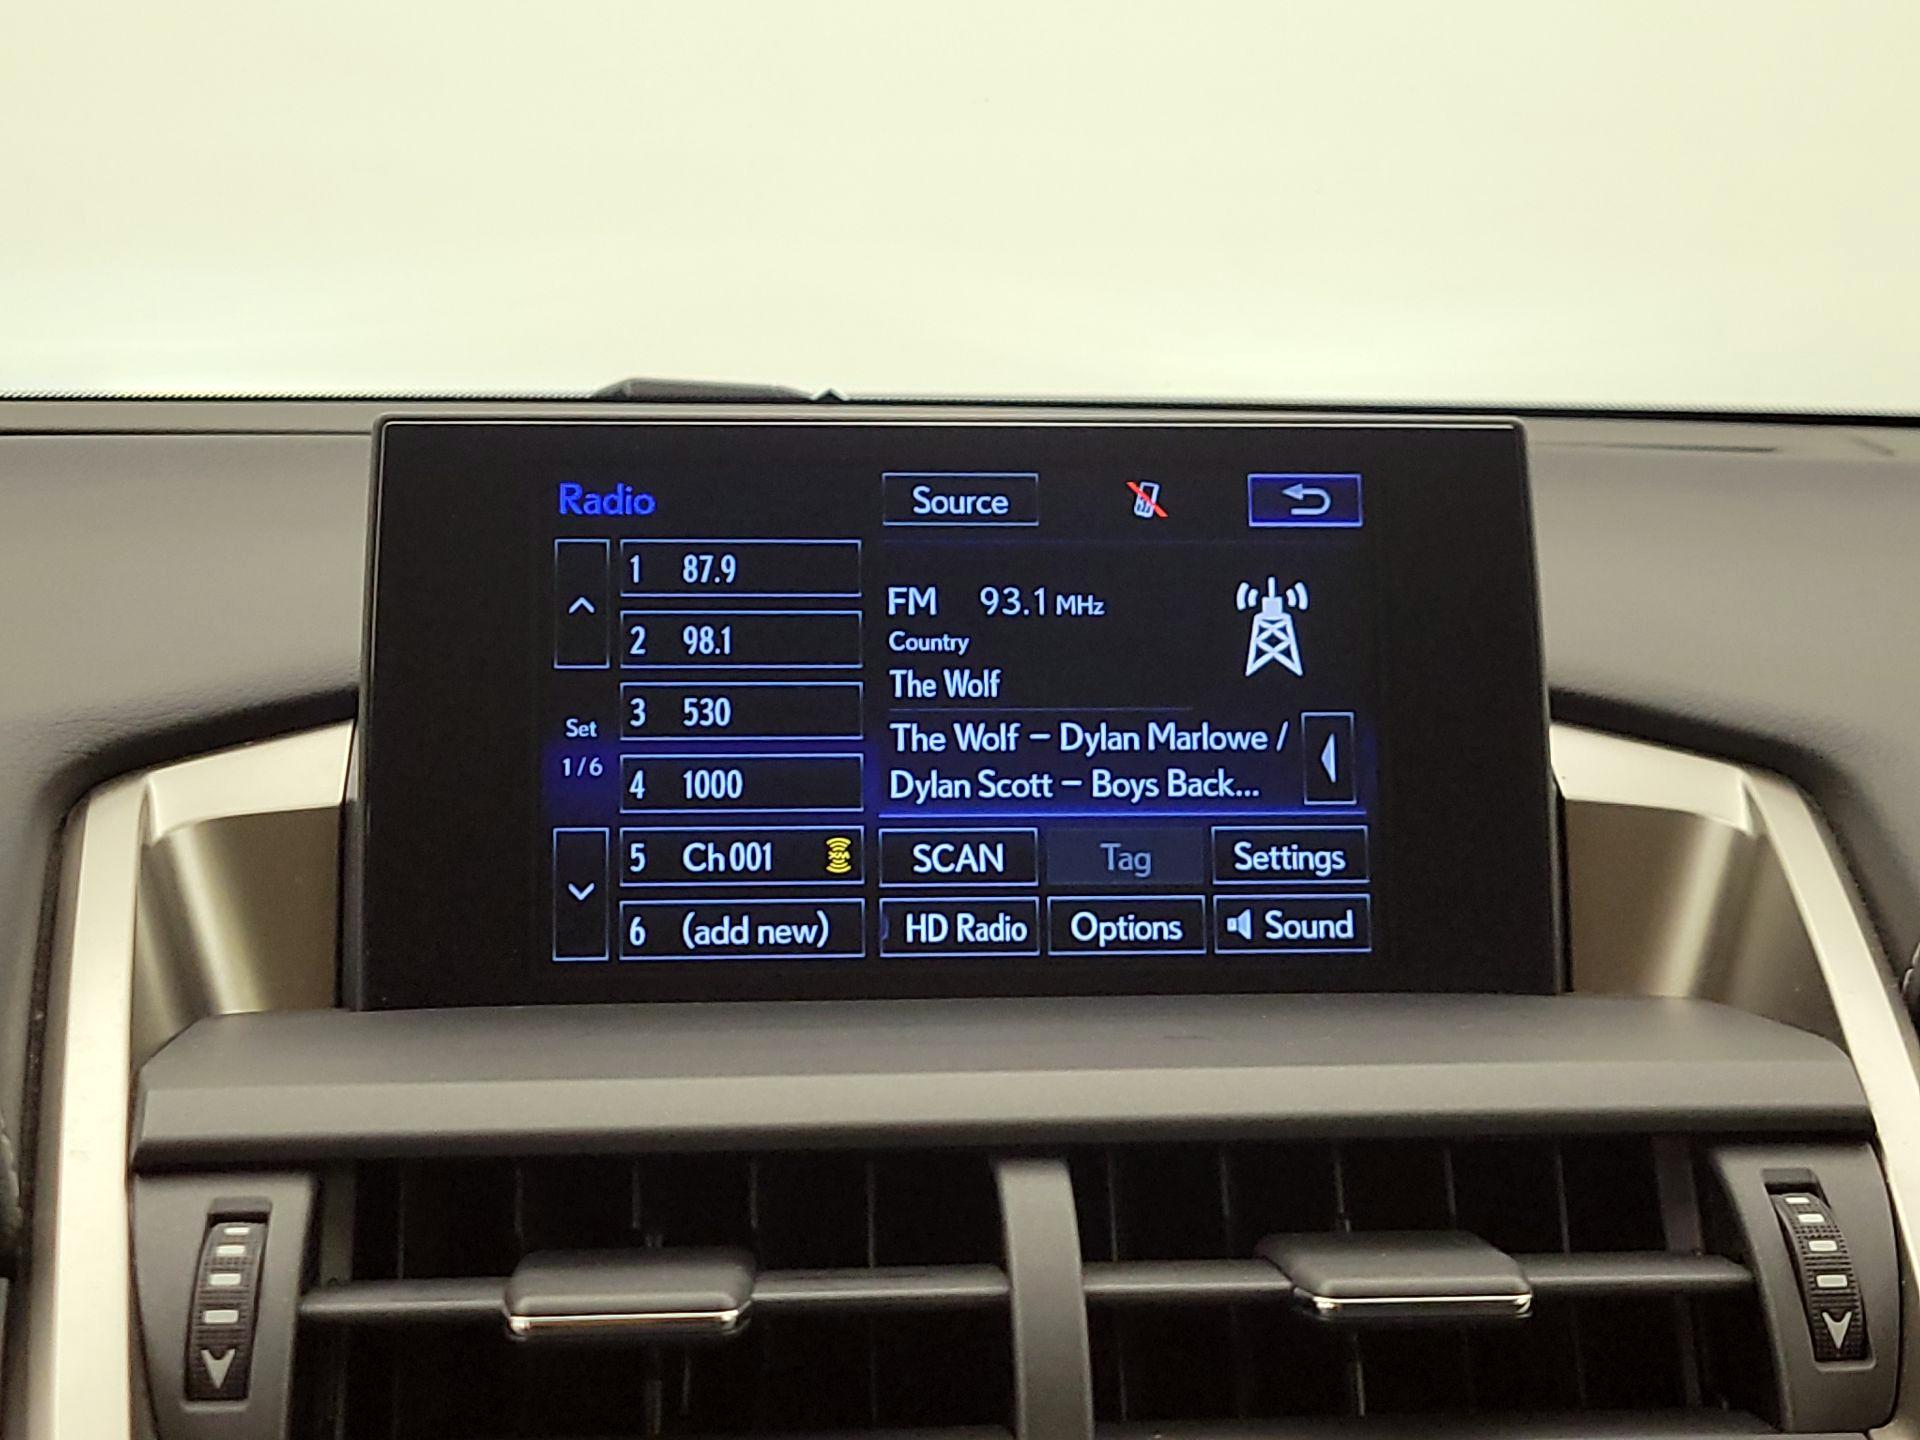 Radio
Source
1 87.9
2 98.1
3 530
Set
1/6
4 1000
5 Ch 001
6 (add new)
FM 93.1 MHz
Country
The Wolf
The Wolf – Dylan Marlowe /
Dylan Scott – Boys Back...
SCAN
Tag
Settings
HD Radio
Options
Sound